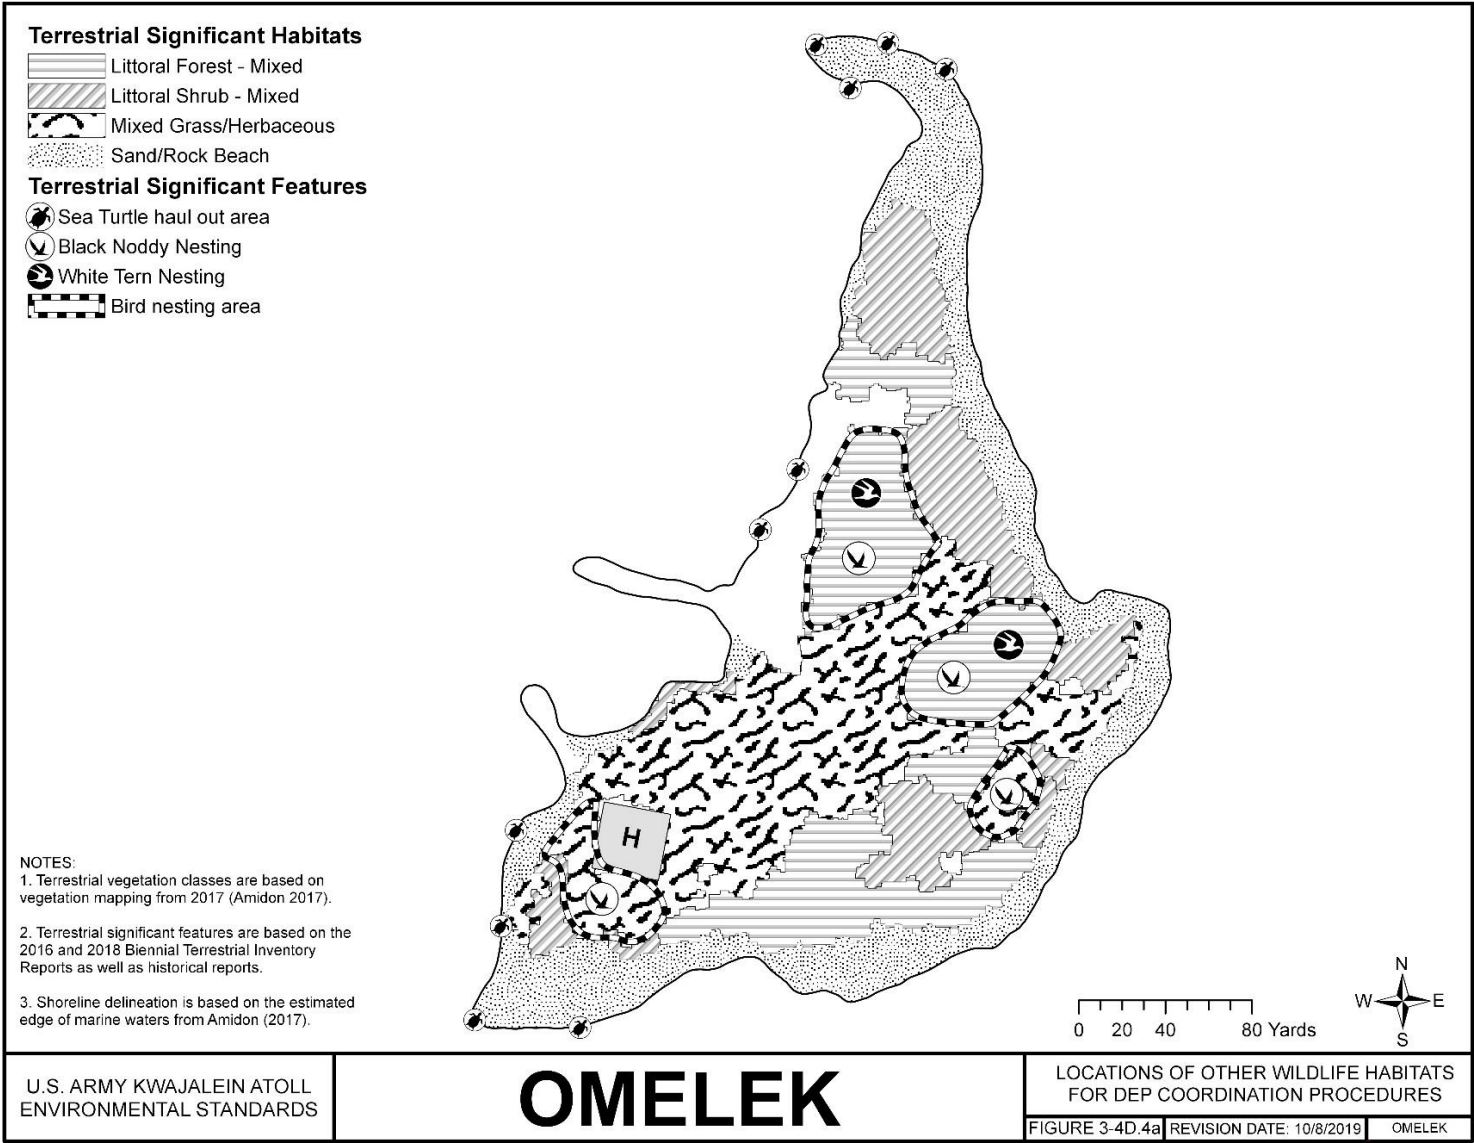 Terrestrial Significant Habitats
Littoral Forest - Mixed
Littoral Shrub - Mixed
Mixed Grass/Herbaceous
Sand/Rock Beach
Terrestrial Significant Features
Sea Turtle haul out area
Black Noddy Nesting
White Tern Nesting
Bird nesting area
H
NOTES:
1. Terrestrial vegetation classes are based on
vegetation mapping from 2017 (Amidon 2017).
2. Terrestrial significant features are based on the
2016 and 2018 Biennial Terrestrial Inventory
Reports as well as historical reports.
3. Shoreline delineation is based on the estimated
edge of marine waters from Amidon (2017).
N
W E
S
0 20 40 80 Yards
U.S. ARMY KWAJALEIN ATOLL
ENVIRONMENTAL STANDARDS
OMELEK
LOCATIONS OF OTHER WILDLIFE HABITATS
FOR DEP COORDINATION PROCEDURES
FIGURE 3-4D.4a REVISION DATE: 10/8/2019 OMELEK